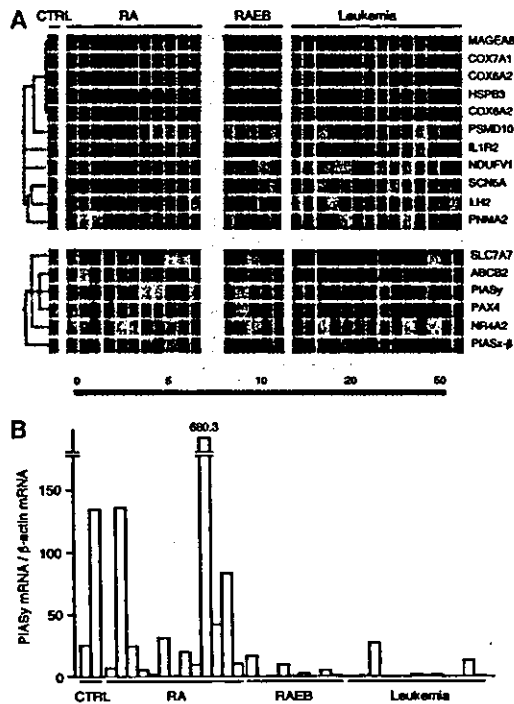 A
CTRL RA RAEB Leukemia
MAGEA8
COX7A1
COX6A2
HSPB3
COX6A2
PSMD10
IL1R2
NDUFV1
SCN5A
ILH2
PNMA2
SLC7A7
ABCB2
PIASy
PAX4
NR4A2
PIASx-β
0 5 10 20 50
B
680.3
PIASy mRNA / β-actin mRNA
150
100
50
0
CTRL RA RAEB Leukemia